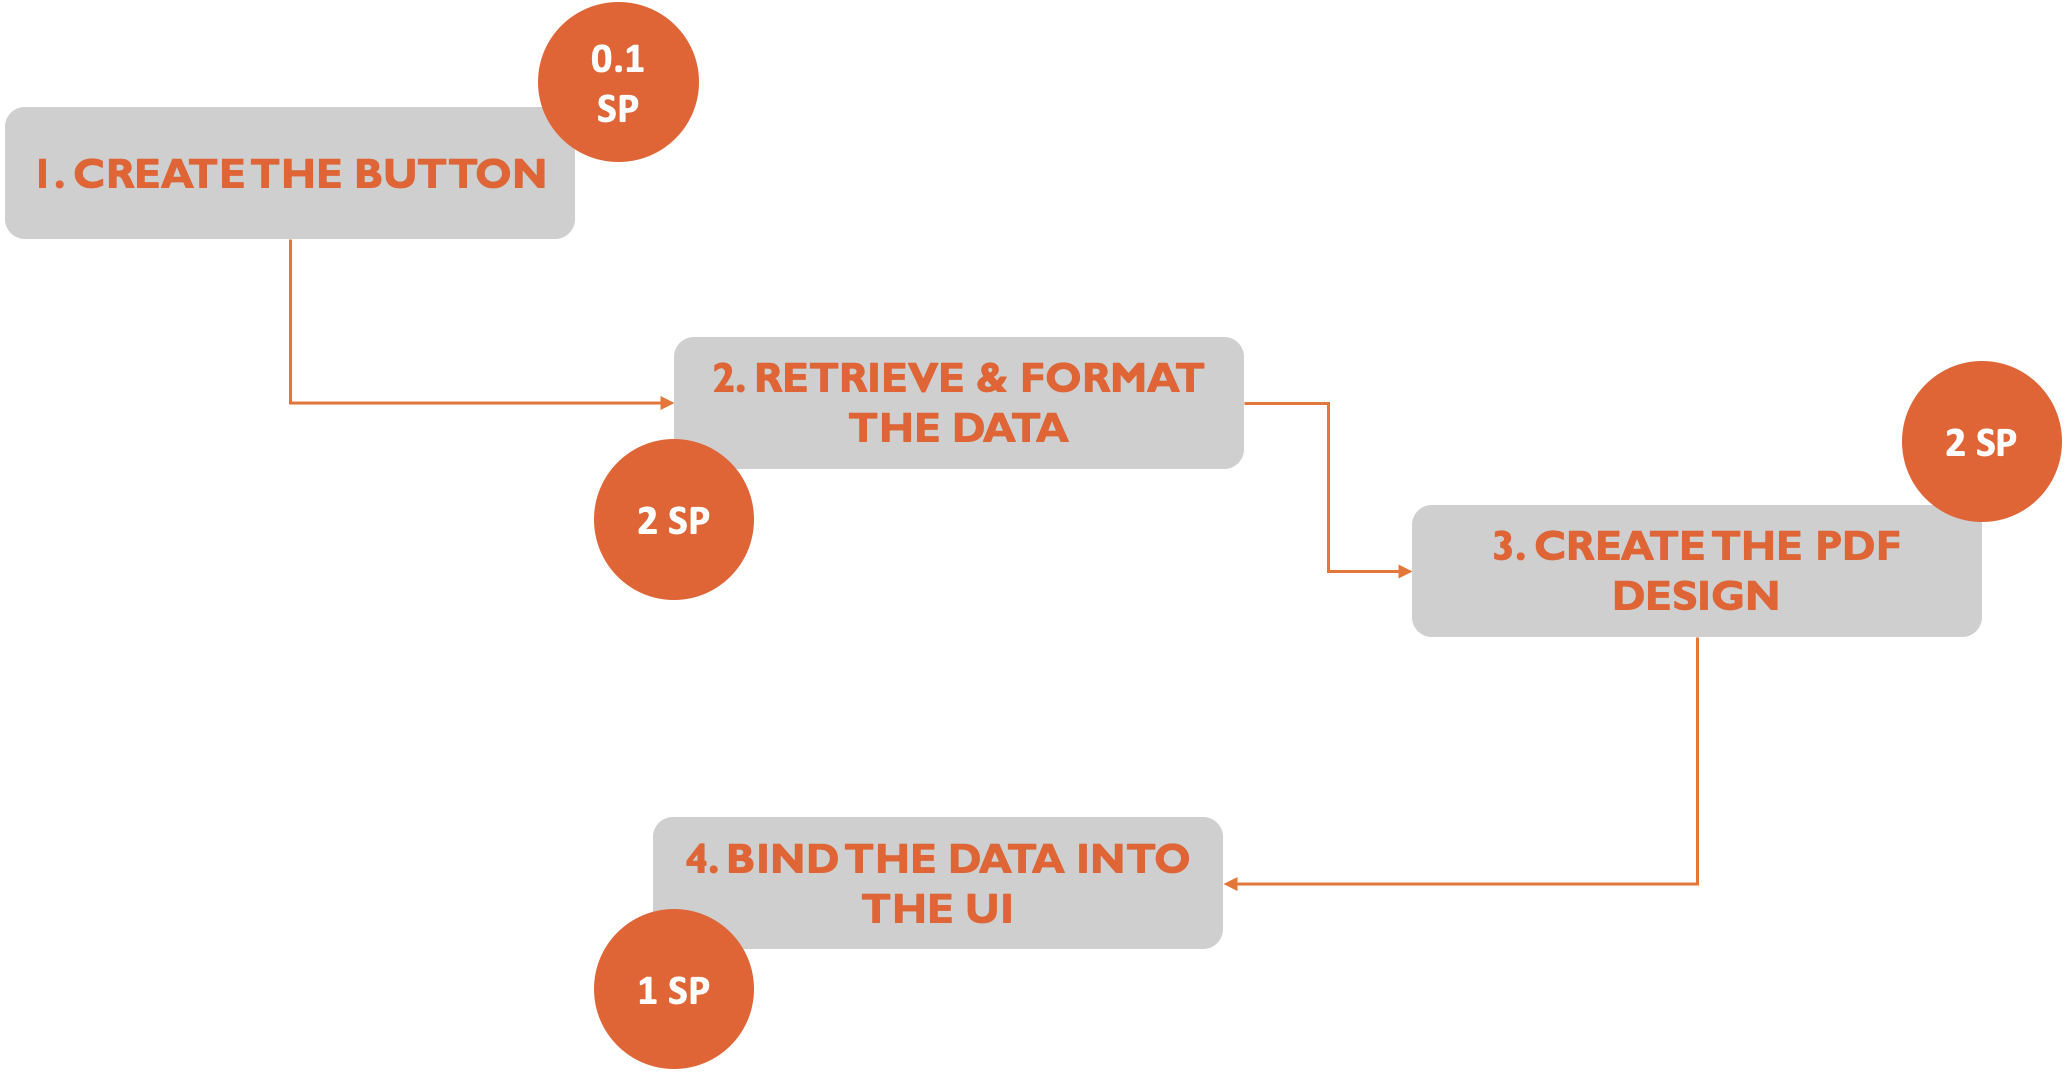 0.1
SP
1. CREATE THE BUTTON
2. RETRIEVE & FORMAT
THE DATA
2 SP
2 SP
3. CREATE THE PDF
DESIGN
4. BIND THE DATA INTO
THE UI
1 SP